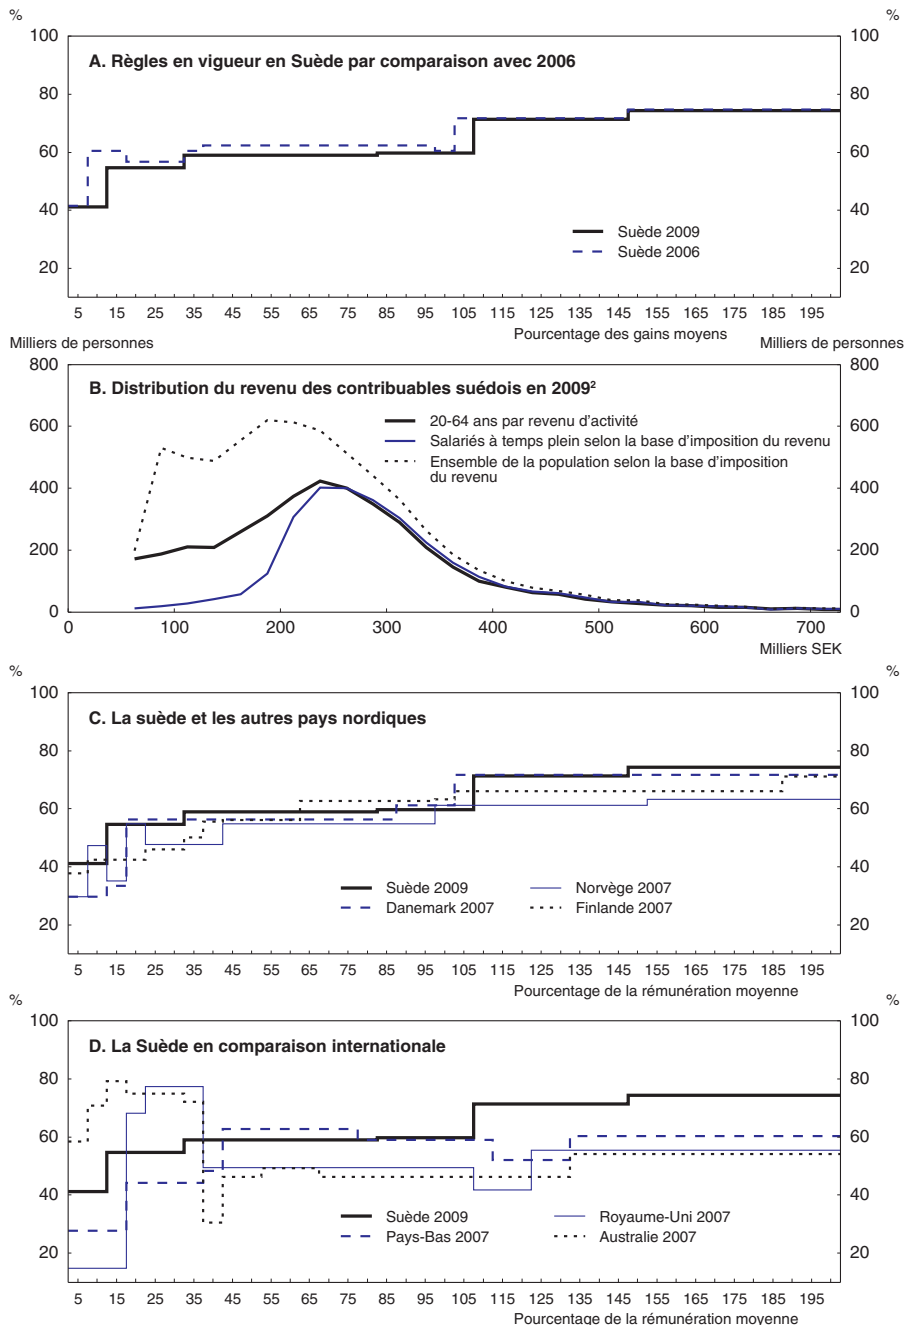 % %
A. Règles en vigueur en Suède par comparaison avec 2006
100 100
80 80
60 60
40 40
20 20
Suède 2009
Suède 2006
5 15 25 35 45 55 65 75 85 95 105 115 125 135 145 155 165 175 185 195
Pourcentage des gains moyens
Milliers de personnes Milliers de personnes
B. Distribution du revenu des contribuables suédois en 2009²
800 800
600 600
400 400
200 200
0 0
20-64 ans par revenu d'activité
Salariés à temps plein selon la base d'imposition du revenu
Ensemble de la population selon la base d'imposition
du revenu
0 100 200 300 400 500 600 700
Milliers SEK
% %
C. La suède et les autres pays nordiques
100 100
80 80
60 60
40 40
20 20
Suède 2009 Norvège 2007
Danemark 2007 Finlande 2007
5 15 25 35 45 55 65 75 85 95 105 115 125 135 145 155 165 175 185 195
Pourcentage de la rémunération moyenne
% %
D. La Suède en comparaison internationale
100 100
80 80
60 60
40 40
20 20
Suède 2009 Royaume-Uni 2007
Pays-Bas 2007 Australie 2007
5 15 25 35 45 55 65 75 85 95 105 115 125 135 145 155 165 175 185 195
Pourcentage de la rémunération moyenne